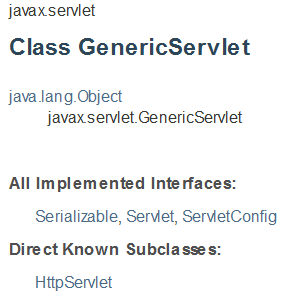 javax.servlet
Class GenericServlet
java.lang.Object
javax.servlet.GenericServlet
All Implemented Interfaces:
Serializable, Servlet, ServletConfig
Direct Known Subclasses:
HttpServlet